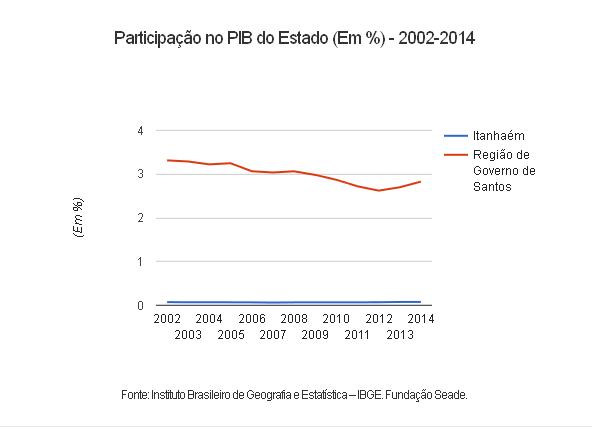 Participação no PIB do Estado (Em %) - 2002-2014
4
3
2
1
0
(Em %)
2002 2004 2006 2008 2010 2012 2014
2003 2005 2007 2009 2011 2013
Itanhaém
Região de
Governo de
Santos
Fonte: Instituto Brasileiro de Geografia e Estatística – IBGE. Fundação Seade.